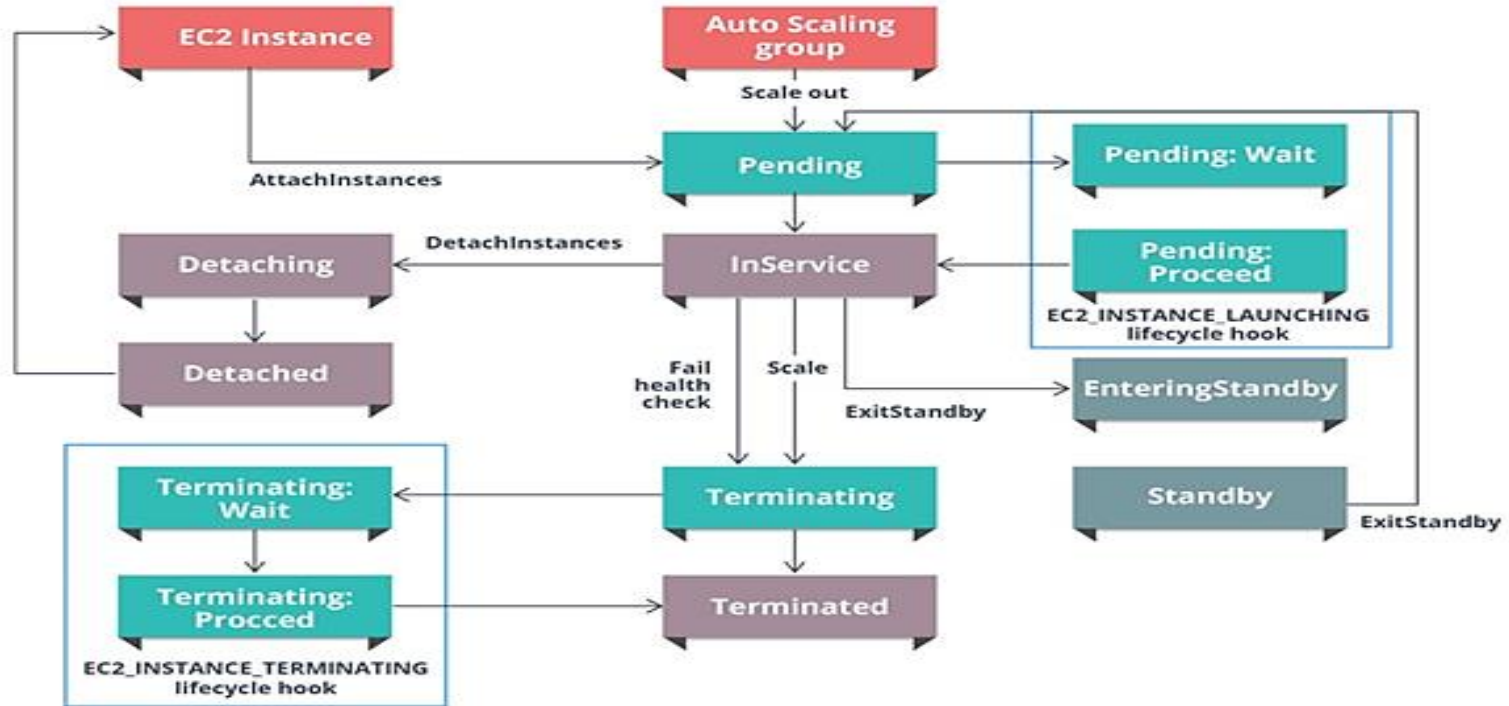 EC2 Instance
Auto Scaling
group
Scale out
Pending
Pending: Wait
AttachInstances
DetachInstances
Detaching
InService
Pending:
Proceed
EC2_INSTANCE_LAUNCHING
lifecycle hook
Detached
Fail
health
check
Scale
ExitStandby
EnteringStandby
Terminating:
Wait
Terminating
Standby
ExitStandby
Terminating:
Procced
Terminated
EC2_INSTANCE_TERMINATING
lifecycle hook